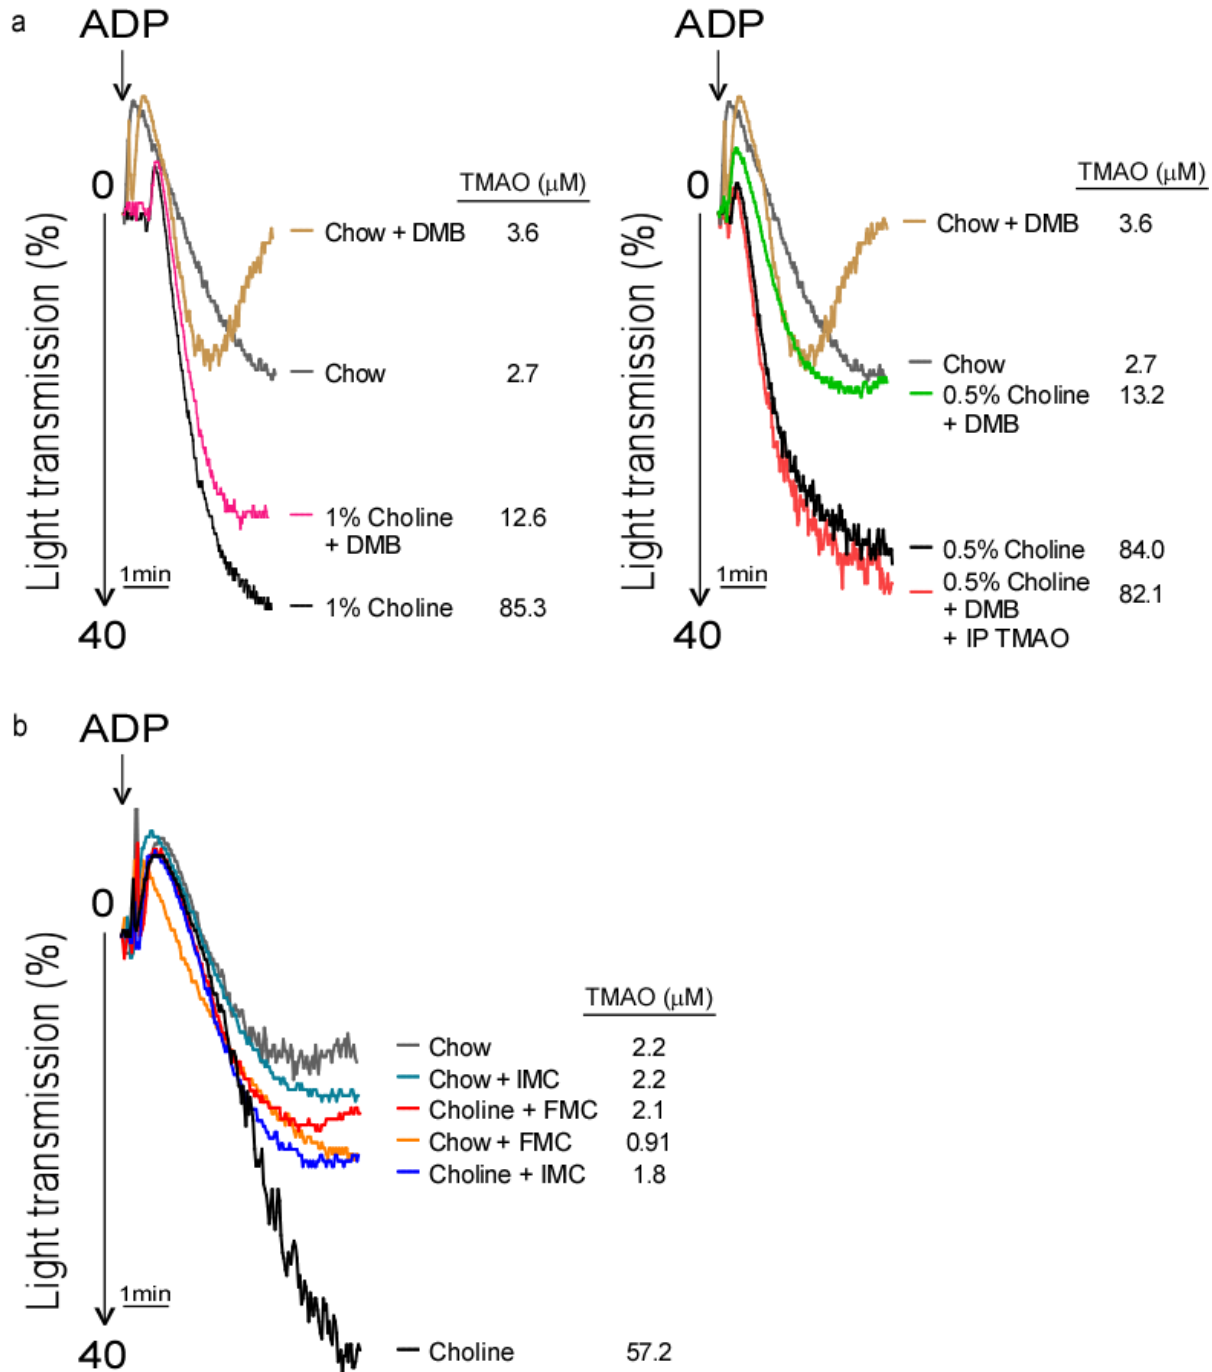 a
ADP
0
Light transmission (%)
40
1min
TMAO (μM)
Chow + DMB 3.6
Chow 2.7
1% Choline 12.6
+ DMB
1% Choline 85.3
ADP
0
Light transmission (%)
40
1min
TMAO (μM)
Chow + DMB 3.6
Chow 2.7
0.5% Choline 13.2
+ DMB
0.5% Choline 84.0
0.5% Choline 82.1
+ DMB
+ IP TMAO
b
ADP
0
Light transmission (%)
40
1min
TMAO (μM)
Chow 2.2
Chow + IMC 2.2
Choline + FMC 2.1
Chow + FMC 0.91
Choline + IMC 1.8
Choline 57.2